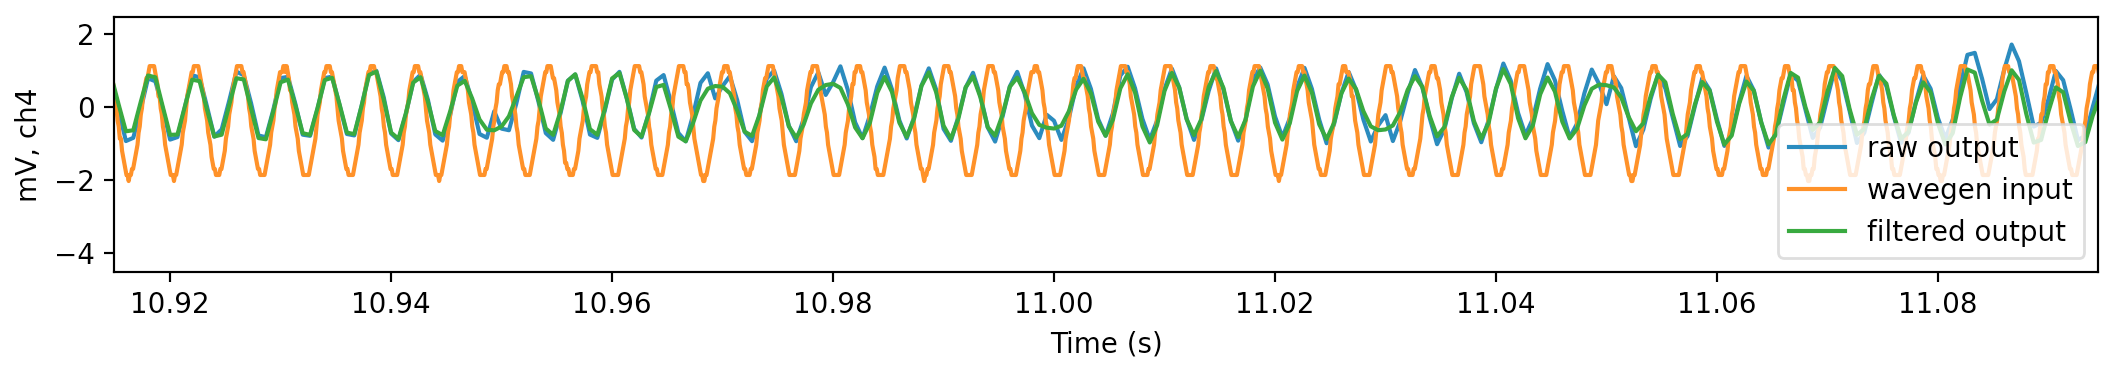 mV, ch4
2
0
−2
−4
raw output
wavegen input
filtered output
10.92 10.94 10.96 10.98 11.00 11.02 11.04 11.06 11.08
Time (s)